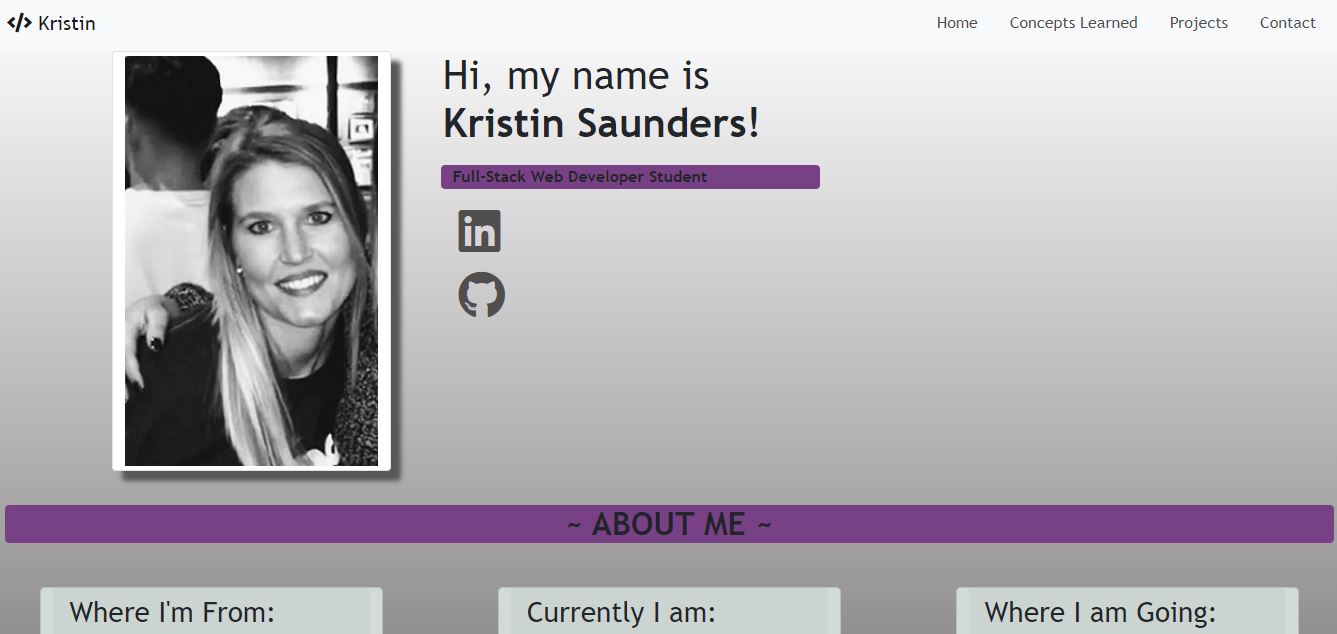 </> Kristin
Home Concepts Learned Projects Contact
Hi, my name is
Kristin Saunders!
Full-Stack Web Developer Student
in
~ ABOUT ME ~
Where I'm From:
Currently I am:
Where I am Going: